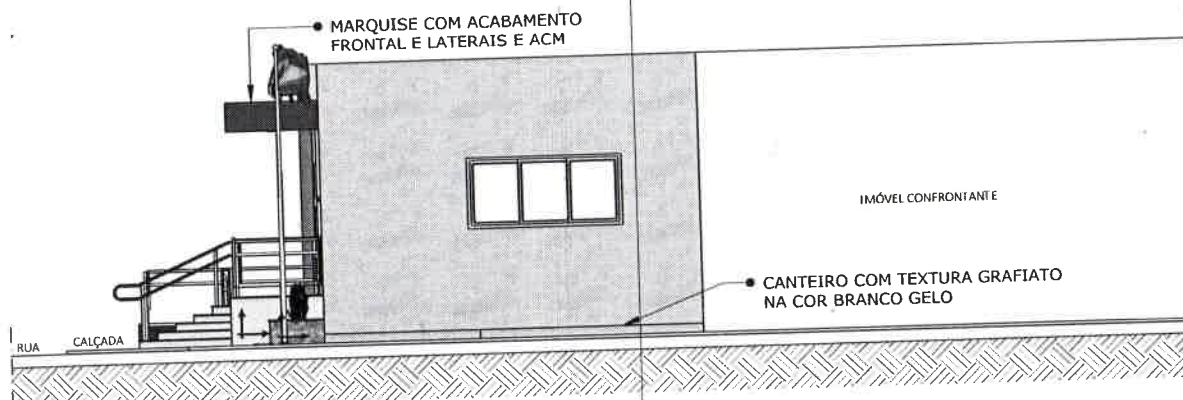 MARQUISE COM ACABAMENTO
FRONTAL E LATERAIS E ACM
IMÓVEL CONFRONTANTE
CANTEIRO COM TEXTURA GRAFIATO
NA COR BRANCO GELO
RUA
CALÇADA